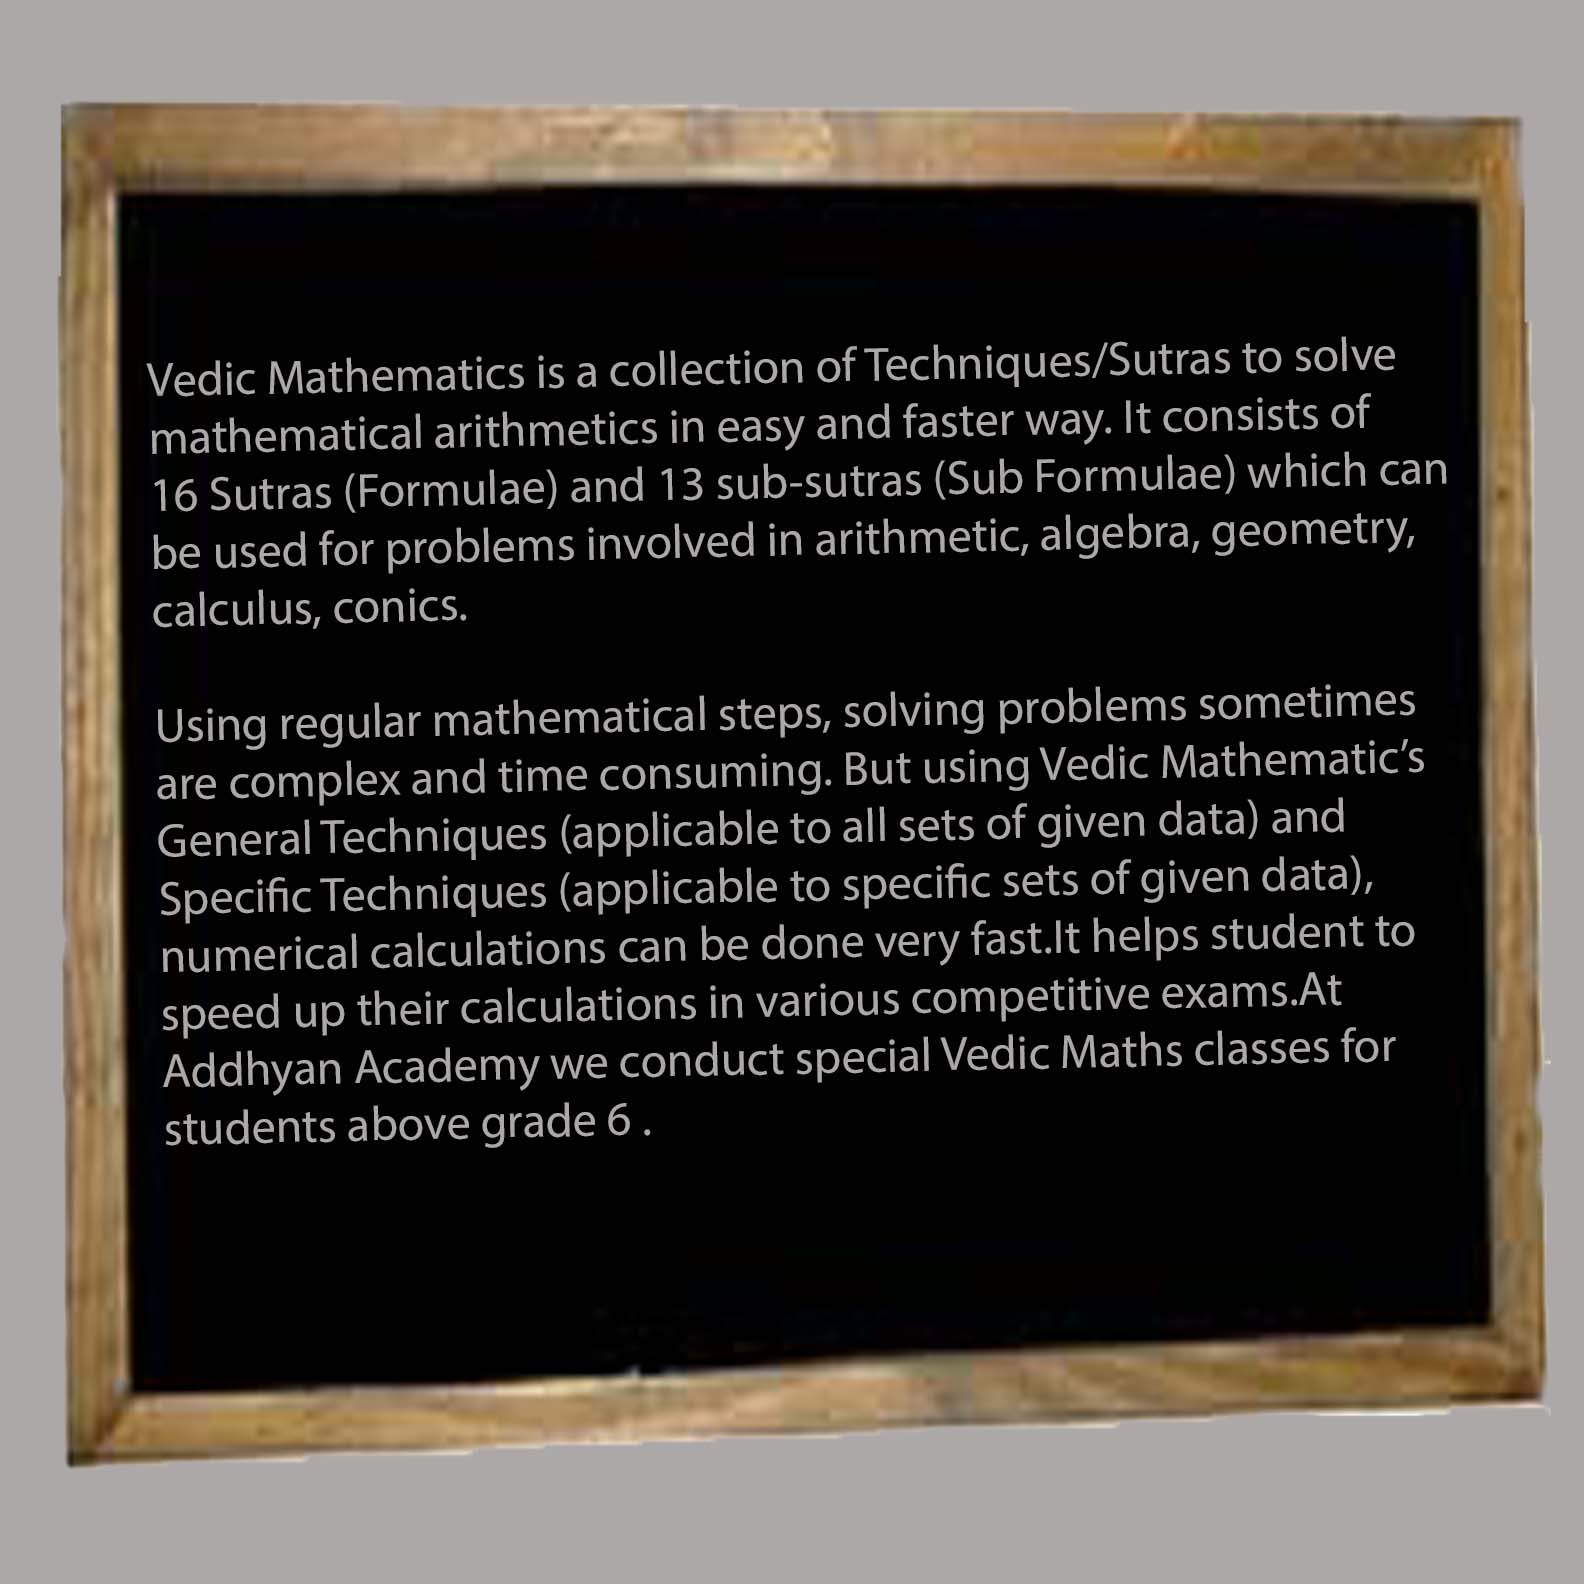 Vedic Mathematics is a collection of Techniques/Sutras to solve
mathematical arithmetics in easy and faster way. It consists of
16 Sutras (Formulae) and 13 sub-sutras (Sub Formulae) which can
be used for problems involved in arithmetic, algebra, geometry,
calculus, conics.
Using regular mathematical steps, solving problems sometimes
are complex and time consuming. But using Vedic Mathematic’s
General Techniques (applicable to all sets of given data) and
Specific Techniques (applicable to specific sets of given data),
numerical calculations can be done very fast.It helps student to
speed up their calculations in various competitive exams.At
Addhyan Academy we conduct special Vedic Maths classes for
students above grade 6 .